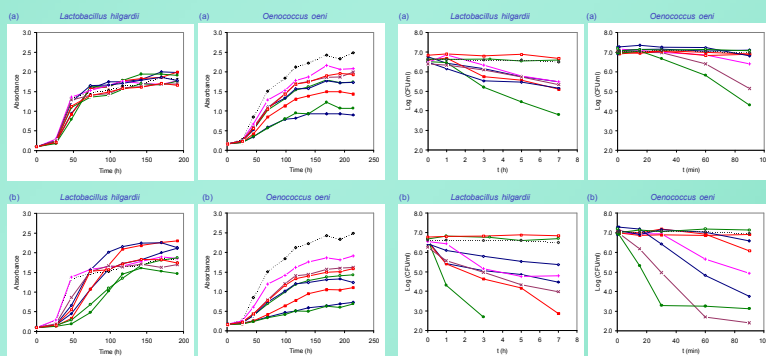 (a) Lactobacillus hilgardii
3.0
2.5
2.0
1.5
1.0
0.5
0.0
Absorbance
0 50 100 150 200
Time (h)
(a) Oenococcus oeni
3.0
2.5
2.0
1.5
1.0
0.5
0.0
Absorbance
0 50 100 150 200 250
Time (h)
(a) Lactobacillus hilgardii
8.0
7.0
6.0
5.0
4.0
3.0
2.0
Log (CFU/ml)
0 1 2 3 4 5 6 7 8
t (h)
(a) Oenococcus oeni
8.0
7.0
6.0
5.0
4.0
3.0
2.0
Log (CFU/ml)
0 20 40 60 80 100
t (min)
(b) Lactobacillus hilgardii
3.0
2.5
2.0
1.5
1.0
0.5
0.0
Absorbance
0 50 100 150 200
Time (h)
(b) Oenococcus oeni
3.0
2.5
2.0
1.5
1.0
0.5
0.0
Absorbance
0 50 100 150 200 250
Time (h)
(b) Lactobacillus hilgardii
8.0
7.0
6.0
5.0
4.0
3.0
2.0
Log (CFU/ml)
0 1 2 3 4 5 6 7 8
t (h)
(b) Oenococcus oeni
8.0
7.0
6.0
5.0
4.0
3.0
2.0
Log (CFU/ml)
0 20 40 60 80 100
t (min)